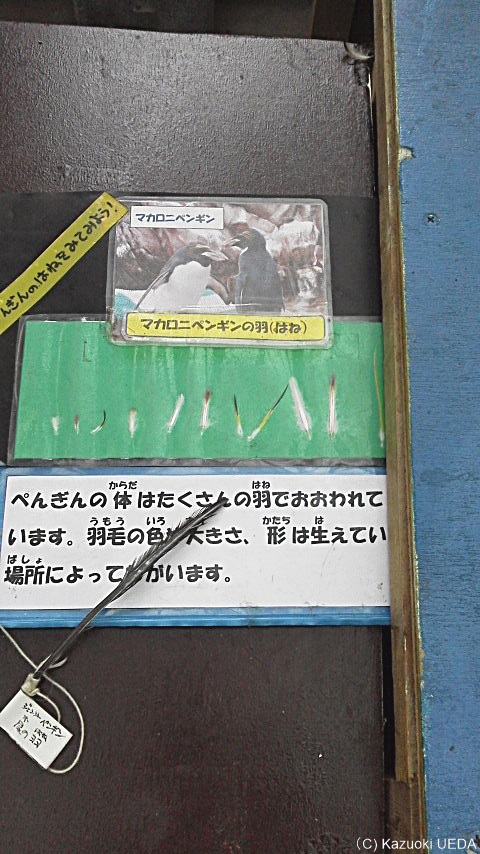 ぺんぎんのはねをみてみよう
マカロニペンギン
マカロニペンギンの羽(はね)
ぺんぎんの体はたくさんの羽でおおわれて
からだ はね
います。羽毛の色や大きさ、形は生えてい
うもう いろ かたち は
場所によってちがいます。
ばしょ
ペンギン
(C) Kazuoki UEDA